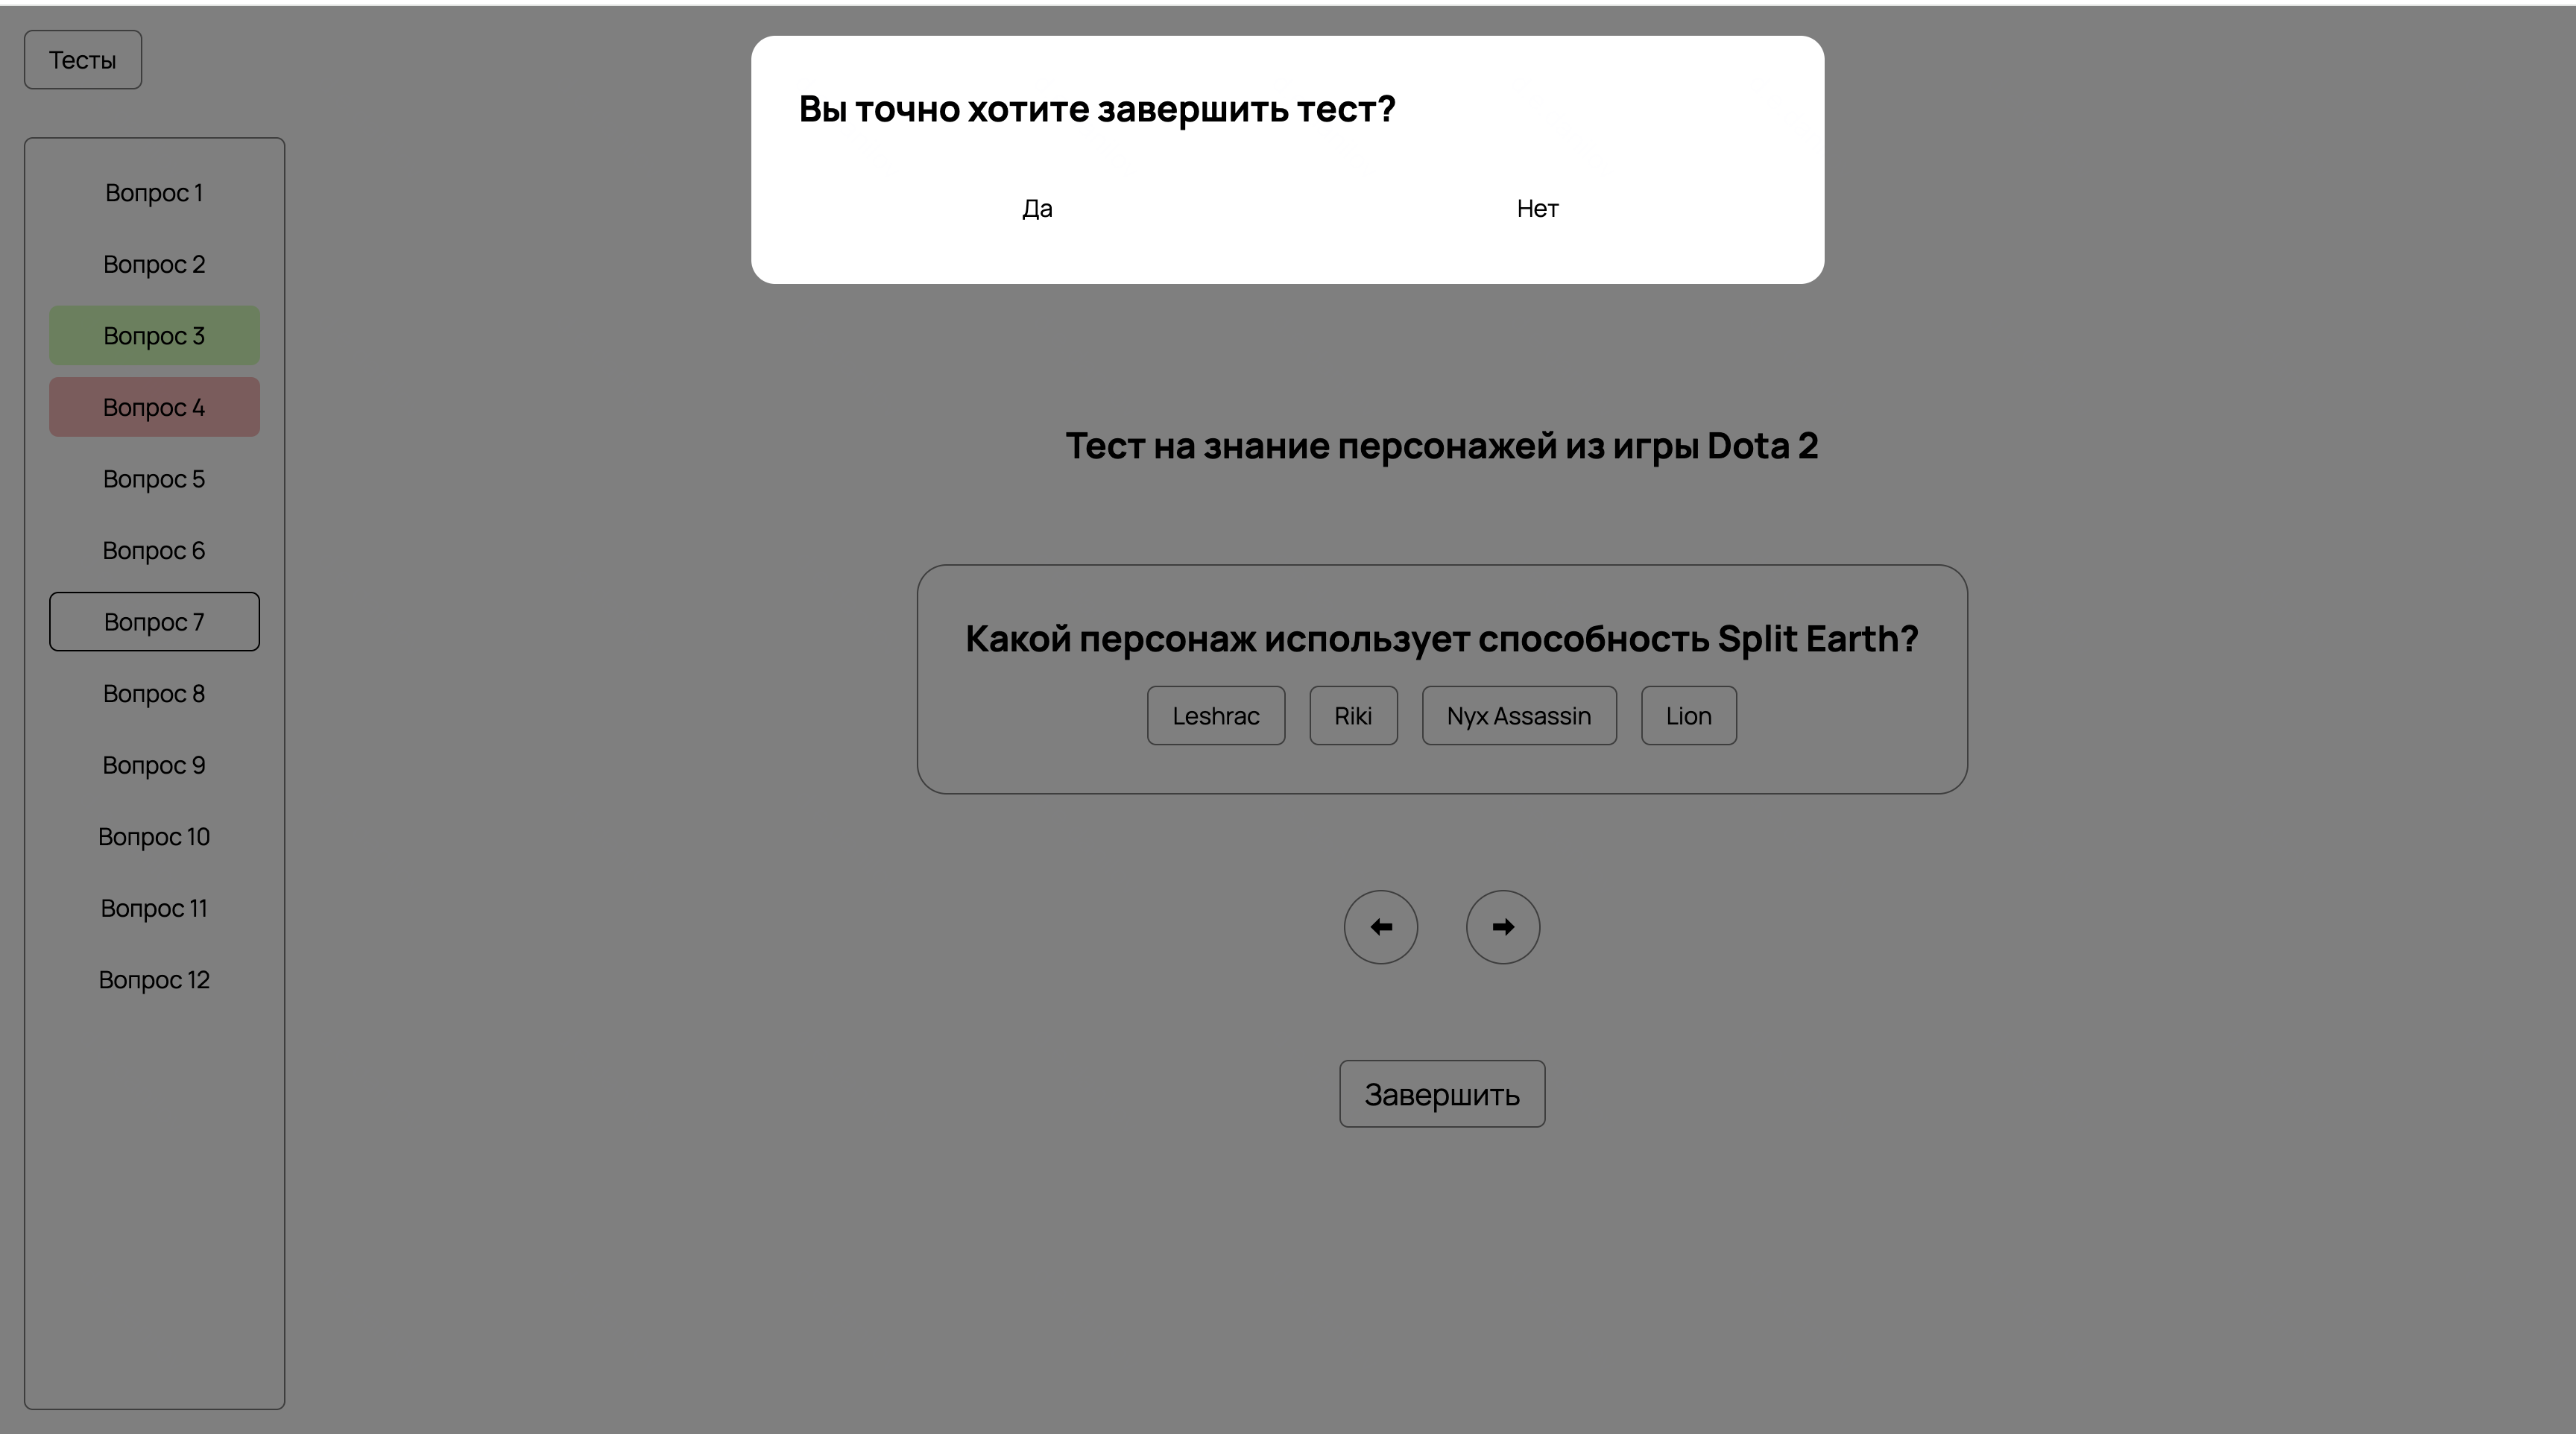 Тесты
Вы точно хотите завершить тест?
Да
Нет
Вопрос 1
Вопрос 2
Вопрос 3
Вопрос 4
Вопрос 5
Вопрос 6
Вопрос 7
Вопрос 8
Вопрос 9
Вопрос 10
Вопрос 11
Вопрос 12
Тест на знание персонажей из игры Dota 2
Какой персонаж использует способность Split Earth?
Leshrac
Riki
Nyx Assassin
Lion
Завершить